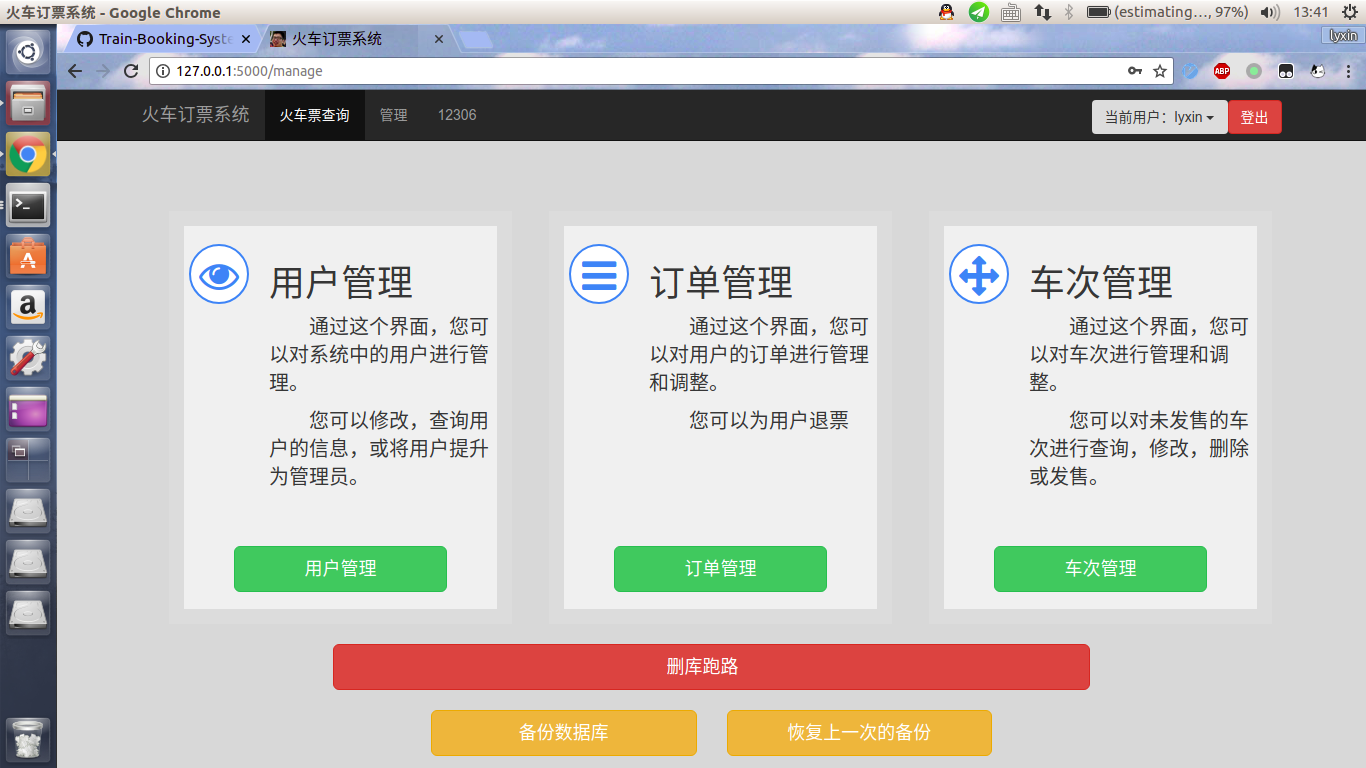 火车订票系统 - Google Chrome
(estimating..., 97%)
13:41
Train-Booking-Syste
火车订票系统
lyxin
127.0.0.1:5000/manage
ABP
火车订票系统
火车票查询
管理
12306
当前用户：lyxin
登出
用户管理
通过这个界面，您可
以对系统中的用户进行管
理。
您可以修改，查询用
户的信息，或将用户提升
为管理员。
用户管理
订单管理
通过这个界面，您可
以对用户的订单进行管理
和调整。
您可以为用户退票
订单管理
车次管理
通过这个界面，您可
以对车次进行管理和调
整。
您可以对未发售的车
次进行查询，修改，删除
或发售。
车次管理
删库跑路
备份数据库
恢复上一次的备份